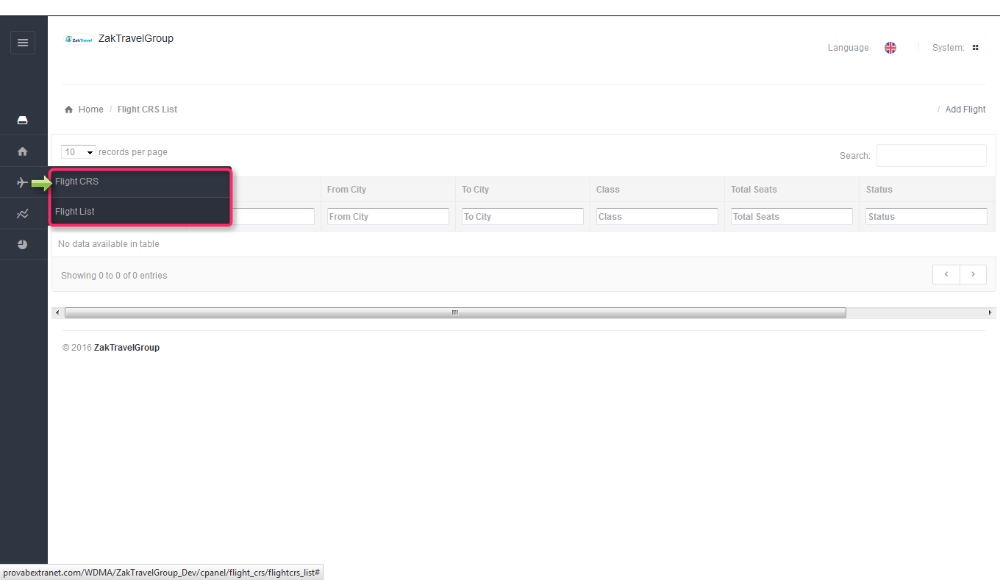 ZakTravel ZakTravelGroup
Language
System:
Home / Flight CRS List
/ Add Flight
10 records per page
Search:
Flight CRS
From City To City Class Total Seats Status
Flight List
From City To City Class Total Seats Status
No data available in table
Showing 0 to 0 of 0 entries
© 2016 ZakTravelGroup
provabextranet.com/WDMA/ZakTravelGroup_Dev/cpanel/flight_crs/flightcrs_list#